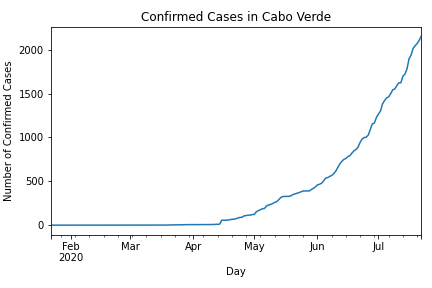 Confirmed Cases in Cabo Verde
Number of Confirmed Cases
2000
1500
1000
500
0
Feb Mar Apr May Jun Jul
2020
Day